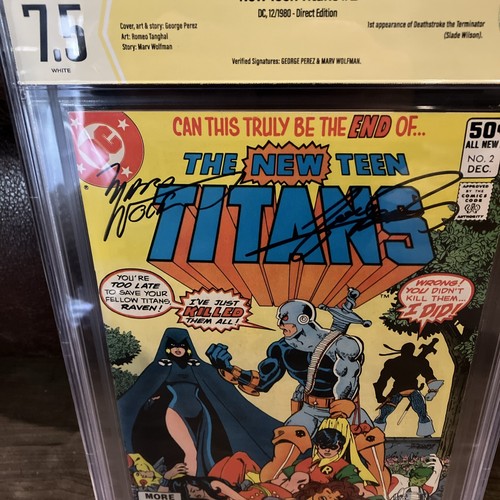 7.5
WHITE
DC, 12/1980 - Direct Edition
Cover, art & story: George Perez
Art: Romeo Tanghal
Story: Marv Wolfman
1st appearance of Deathstroke the Terminator
(Slade Wilson).
Verified Signatures: GEORGE PEREZ & MARV WOLFMAN.
CAN THIS TRULY BE THE END OF...
THE NEW TEEN
TITANS
50¢
ALL NEW
NO. 2
DEC.
APPROVED
BY THE
COMICS
CODE
AUTHORITY
YOU'RE
TOO LATE
TO SAVE YOUR
FELLOW TITANS,
RAVEN!
I'VE JUST
KILLED
THEM ALL!
TM
WRONG!
YOU DIDN'T
KILL THEM...
I DID!
R
MORE